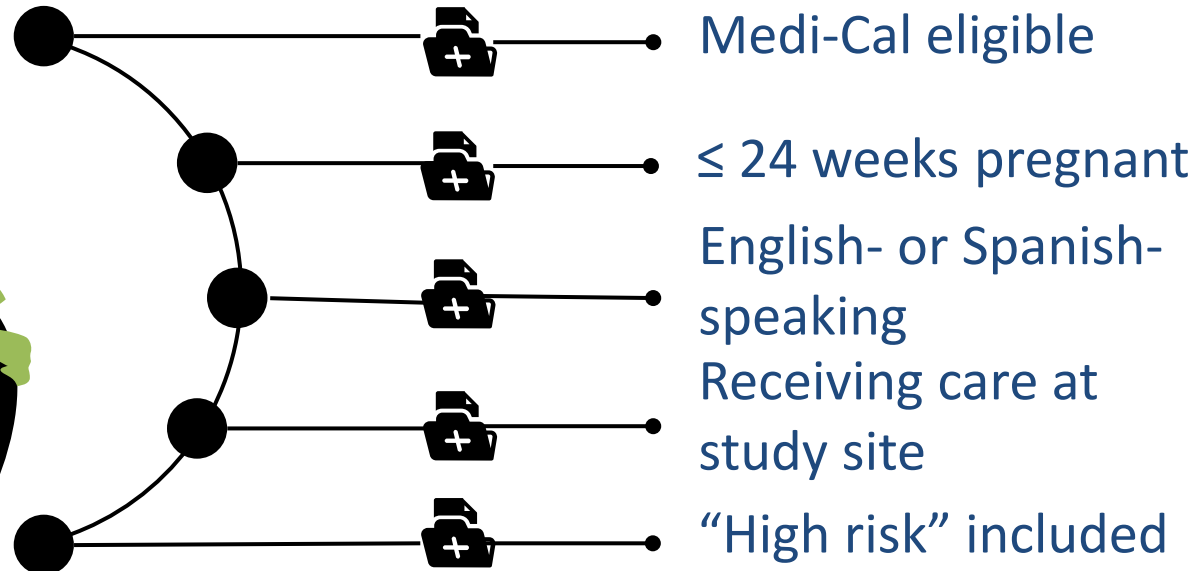 Medi-Cal eligible
≤ 24 weeks pregnant
English- or Spanish-
speaking
Receiving care at
study site
“High risk” included